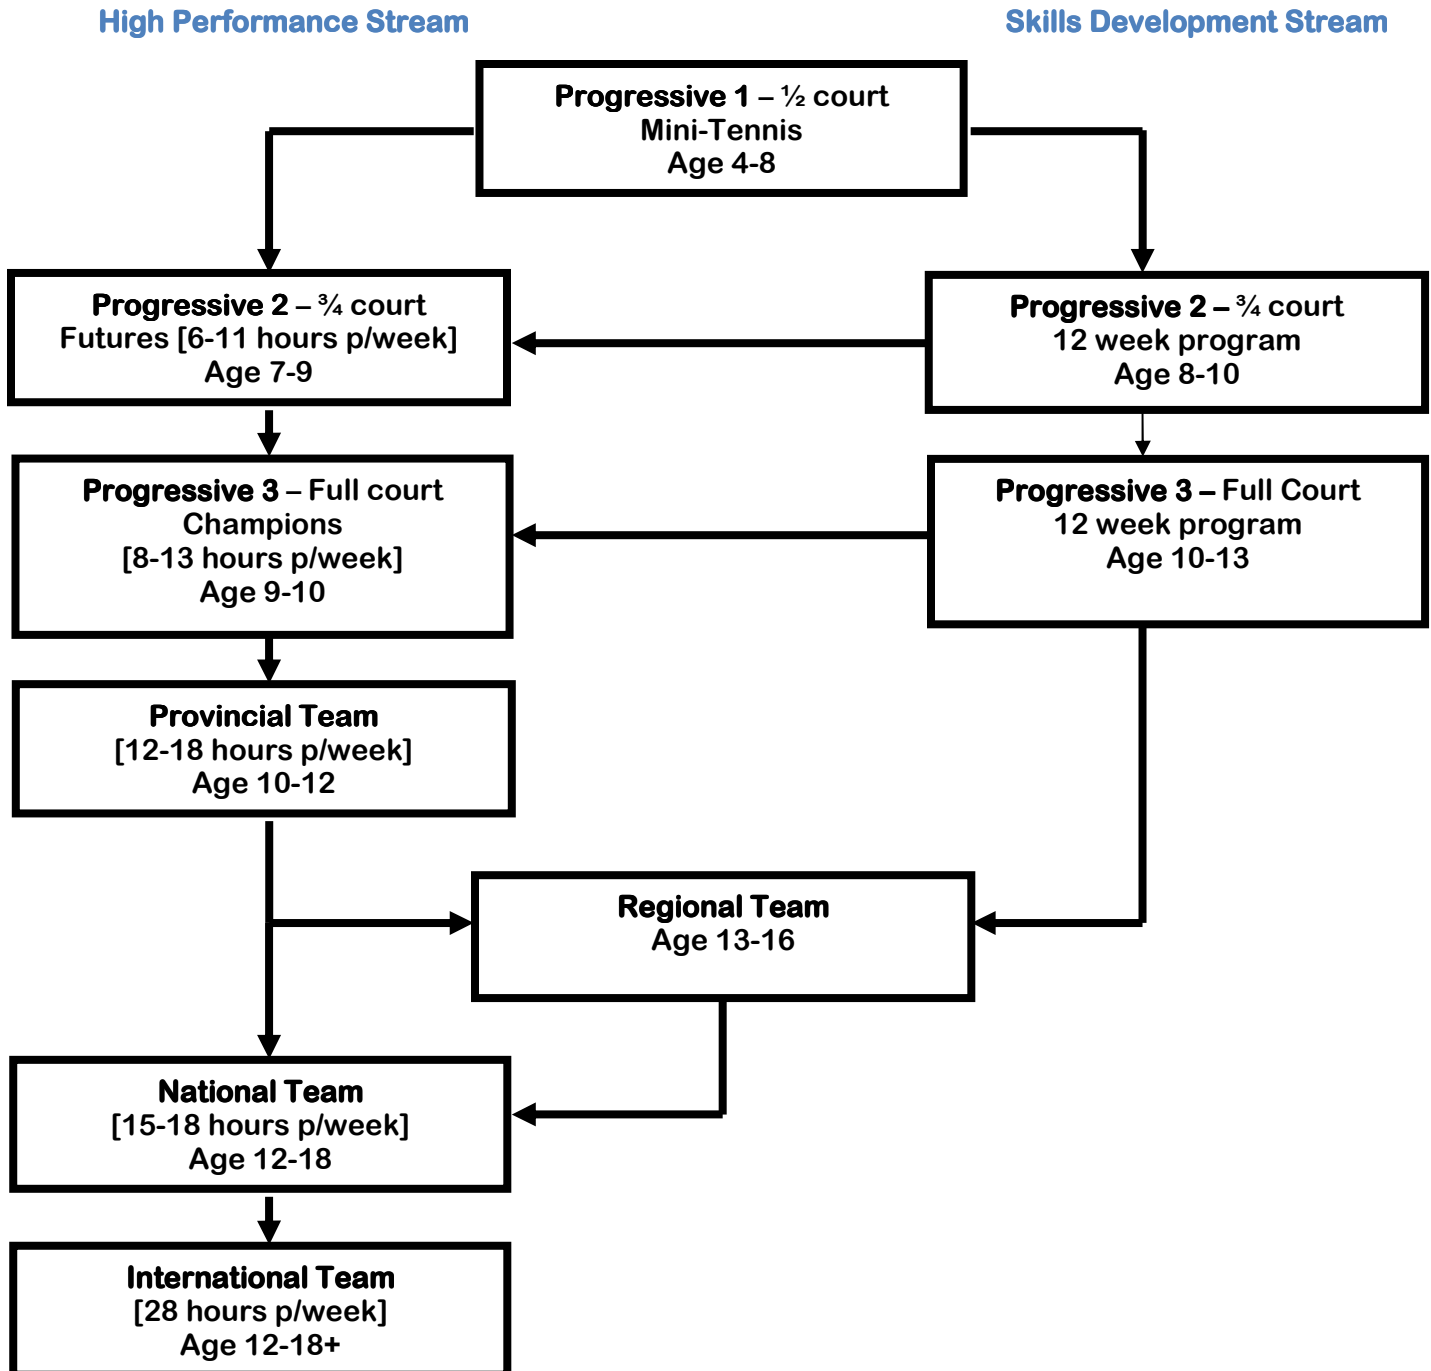 High Performance Stream
Skills Development Stream
Progressive 1 – ½ court
Mini-Tennis
Age 4-8
Progressive 2 – ¾ court
Futures [6-11 hours p/week]
Age 7-9
Progressive 2 – ¾ court
12 week program
Age 8-10
Progressive 3 – Full court
Champions
[8-13 hours p/week]
Age 9-10
Progressive 3 – Full Court
12 week program
Age 10-13
Provincial Team
[12-18 hours p/week]
Age 10-12
Regional Team
Age 13-16
National Team
[15-18 hours p/week]
Age 12-18
International Team
[28 hours p/week]
Age 12-18+